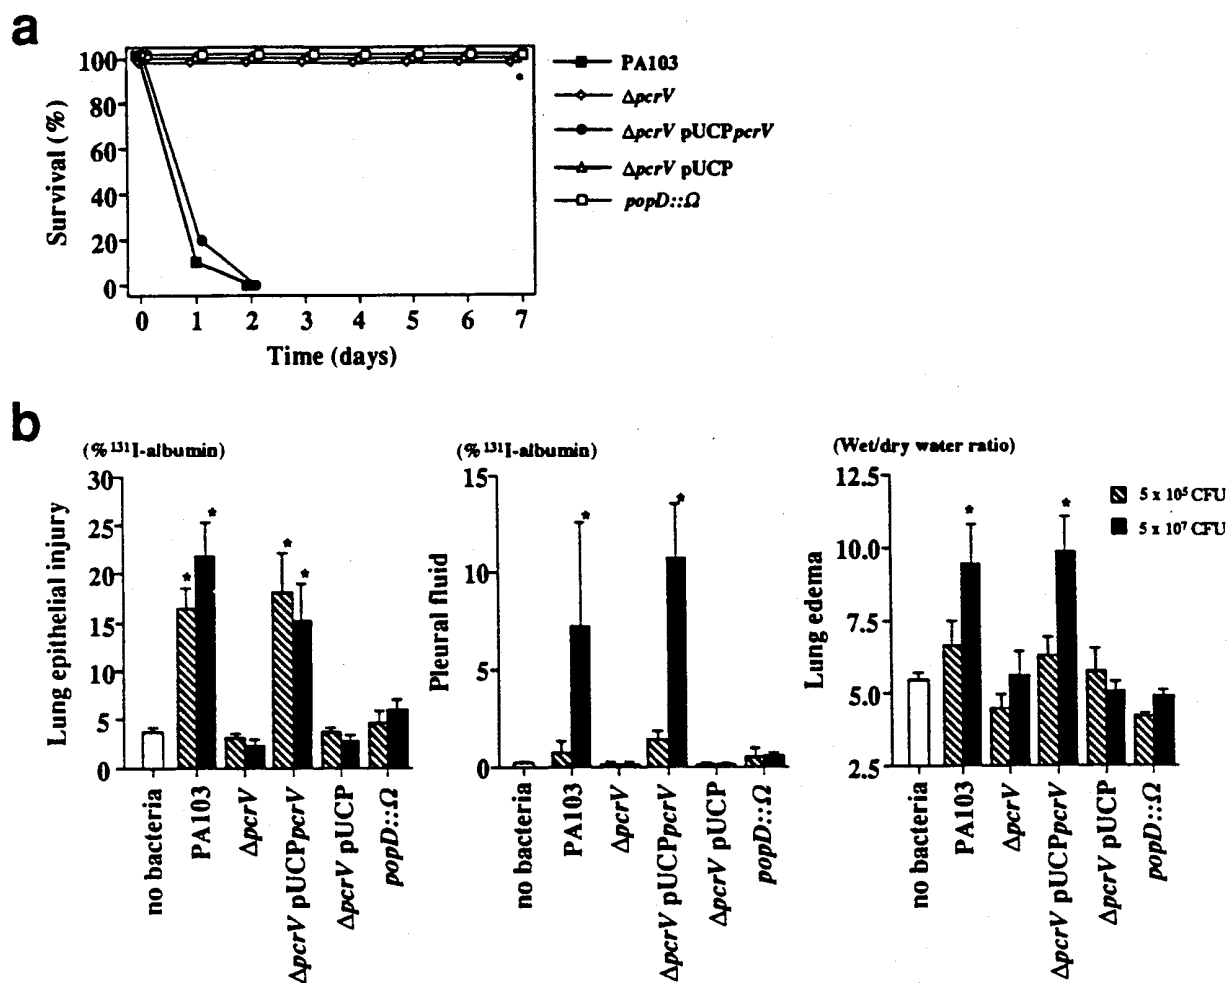 a
100
80
60
40
20
0
Survival (%)
0 1 2 3 4 5 6 7
Time (days)
*
PA103
ΔpcrV
ΔpcrV pUCPpcrV
ΔpcrV pUCP
popD::Ω
b
(% ¹³¹I-albumin)
30
25
20
15
10
5
0
Lung epithelial injury
* * * *
no bacteria
PA103
ΔpcrV
ΔpcrV pUCPpcrV
ΔpcrV pUCP
popD::Ω
(% ¹³¹I-albumin)
15
10
5
0
Pleural fluid
* *
no bacteria
PA103
ΔpcrV
ΔpcrV pUCPpcrV
ΔpcrV pUCP
popD::Ω
(Wet/dry water ratio)
12.5
10.0
7.5
5.0
2.5
Lung edema
* *
no bacteria
PA103
ΔpcrV
ΔpcrV pUCPpcrV
ΔpcrV pUCP
popD::Ω
5 x 10⁵ CFU
5 x 10⁷ CFU